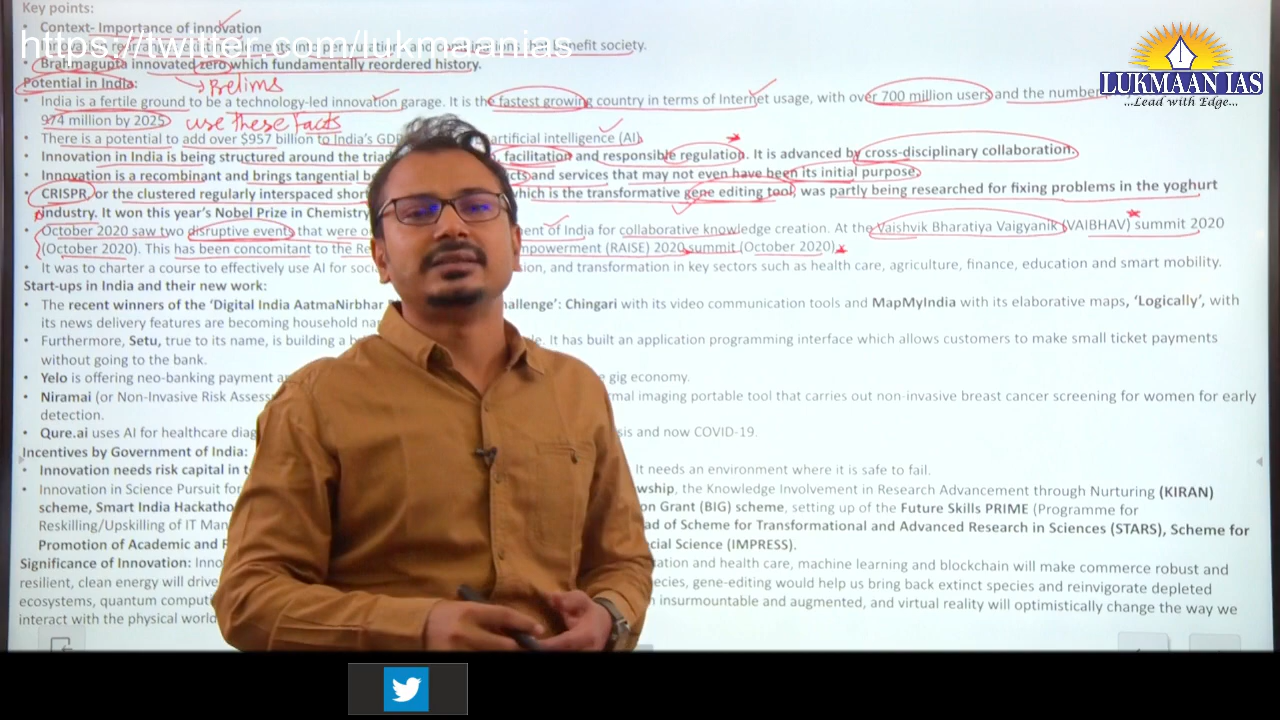 Key points:
Context- Importance of innovation
https://twitter.com/lukmaanias
benefit society.
Brahmagupta innovated zero which fundamentally reordered history.
Potential in India:
→ Prelims
India is a fertile ground to be a technology-led innovation garage. It is the fastest growing country in terms of Internet usage, with over 700 million users and the number
974 million by 2025
use these facts
There is a potential to add over $957 billion to India's GDP artificial intelligence (AI).
Innovation in India is being structured around the triad facilitation and responsible regulation. It is advanced by cross-disciplinary collaboration.
Innovation is a recombinant and brings tangential and services that may not even have been its initial purpose.
CRISPR or the clustered regularly interspaced short which is the transformative gene editing tool, was partly being researched for fixing problems in the yoghurt
industry. It won this year's Nobel Prize in Chemistry
October 2020 saw two disruptive events that were of India for collaborative knowledge creation. At the Vaishvik Bharatiya Vaigyanik (VAIBHAV) summit 2020
(October 2020). This has been concomitant to the (RAISE) 2020 summit (October 2020).
It was to charter a course to effectively use AI for and transformation in key sectors such as health care, agriculture, finance, education and smart mobility.
Start-ups in India and their new work:
The recent winners of the 'Digital India AatmaNirbhar Chingari with its video communication tools and MapMyIndia with its elaborative maps, 'Logically', with
its news delivery features are becoming household
Furthermore, Setu, true to its name, is building a It has built an application programming interface which allows customers to make small ticket payments
without going to the bank.
Yelo is offering neo-banking payment gig economy.
Niramai (or Non-Invasive Risk imaging portable tool that carries out non-invasive breast cancer screening for women for early
detection.
Qure.ai uses AI for healthcare and now COVID-19.
Incentives by Government of India:
Innovation needs risk capital in It needs an environment where it is safe to fail.
Innovation in Science Pursuit for the Knowledge Involvement in Research Advancement through Nurturing (KIRAN)
scheme, Smart India Grant (BIG) scheme, setting up of the Future Skills PRIME (Programme for
Reskilling/Upskilling of IT of Scheme for Transformational and Advanced Research in Sciences (STARS), Scheme for
Promotion of Academic and Science (IMPRESS).
Significance of Innovation: and health care, machine learning and blockchain will make commerce robust and
resilient, clean energy will gene-editing would help us bring back extinct species and reinvigorate depleted
ecosystems, quantum insurmountable and augmented, and virtual reality will optimistically change the way we
interact with the physical
LUKMAAN IAS
...Lead with Edge...